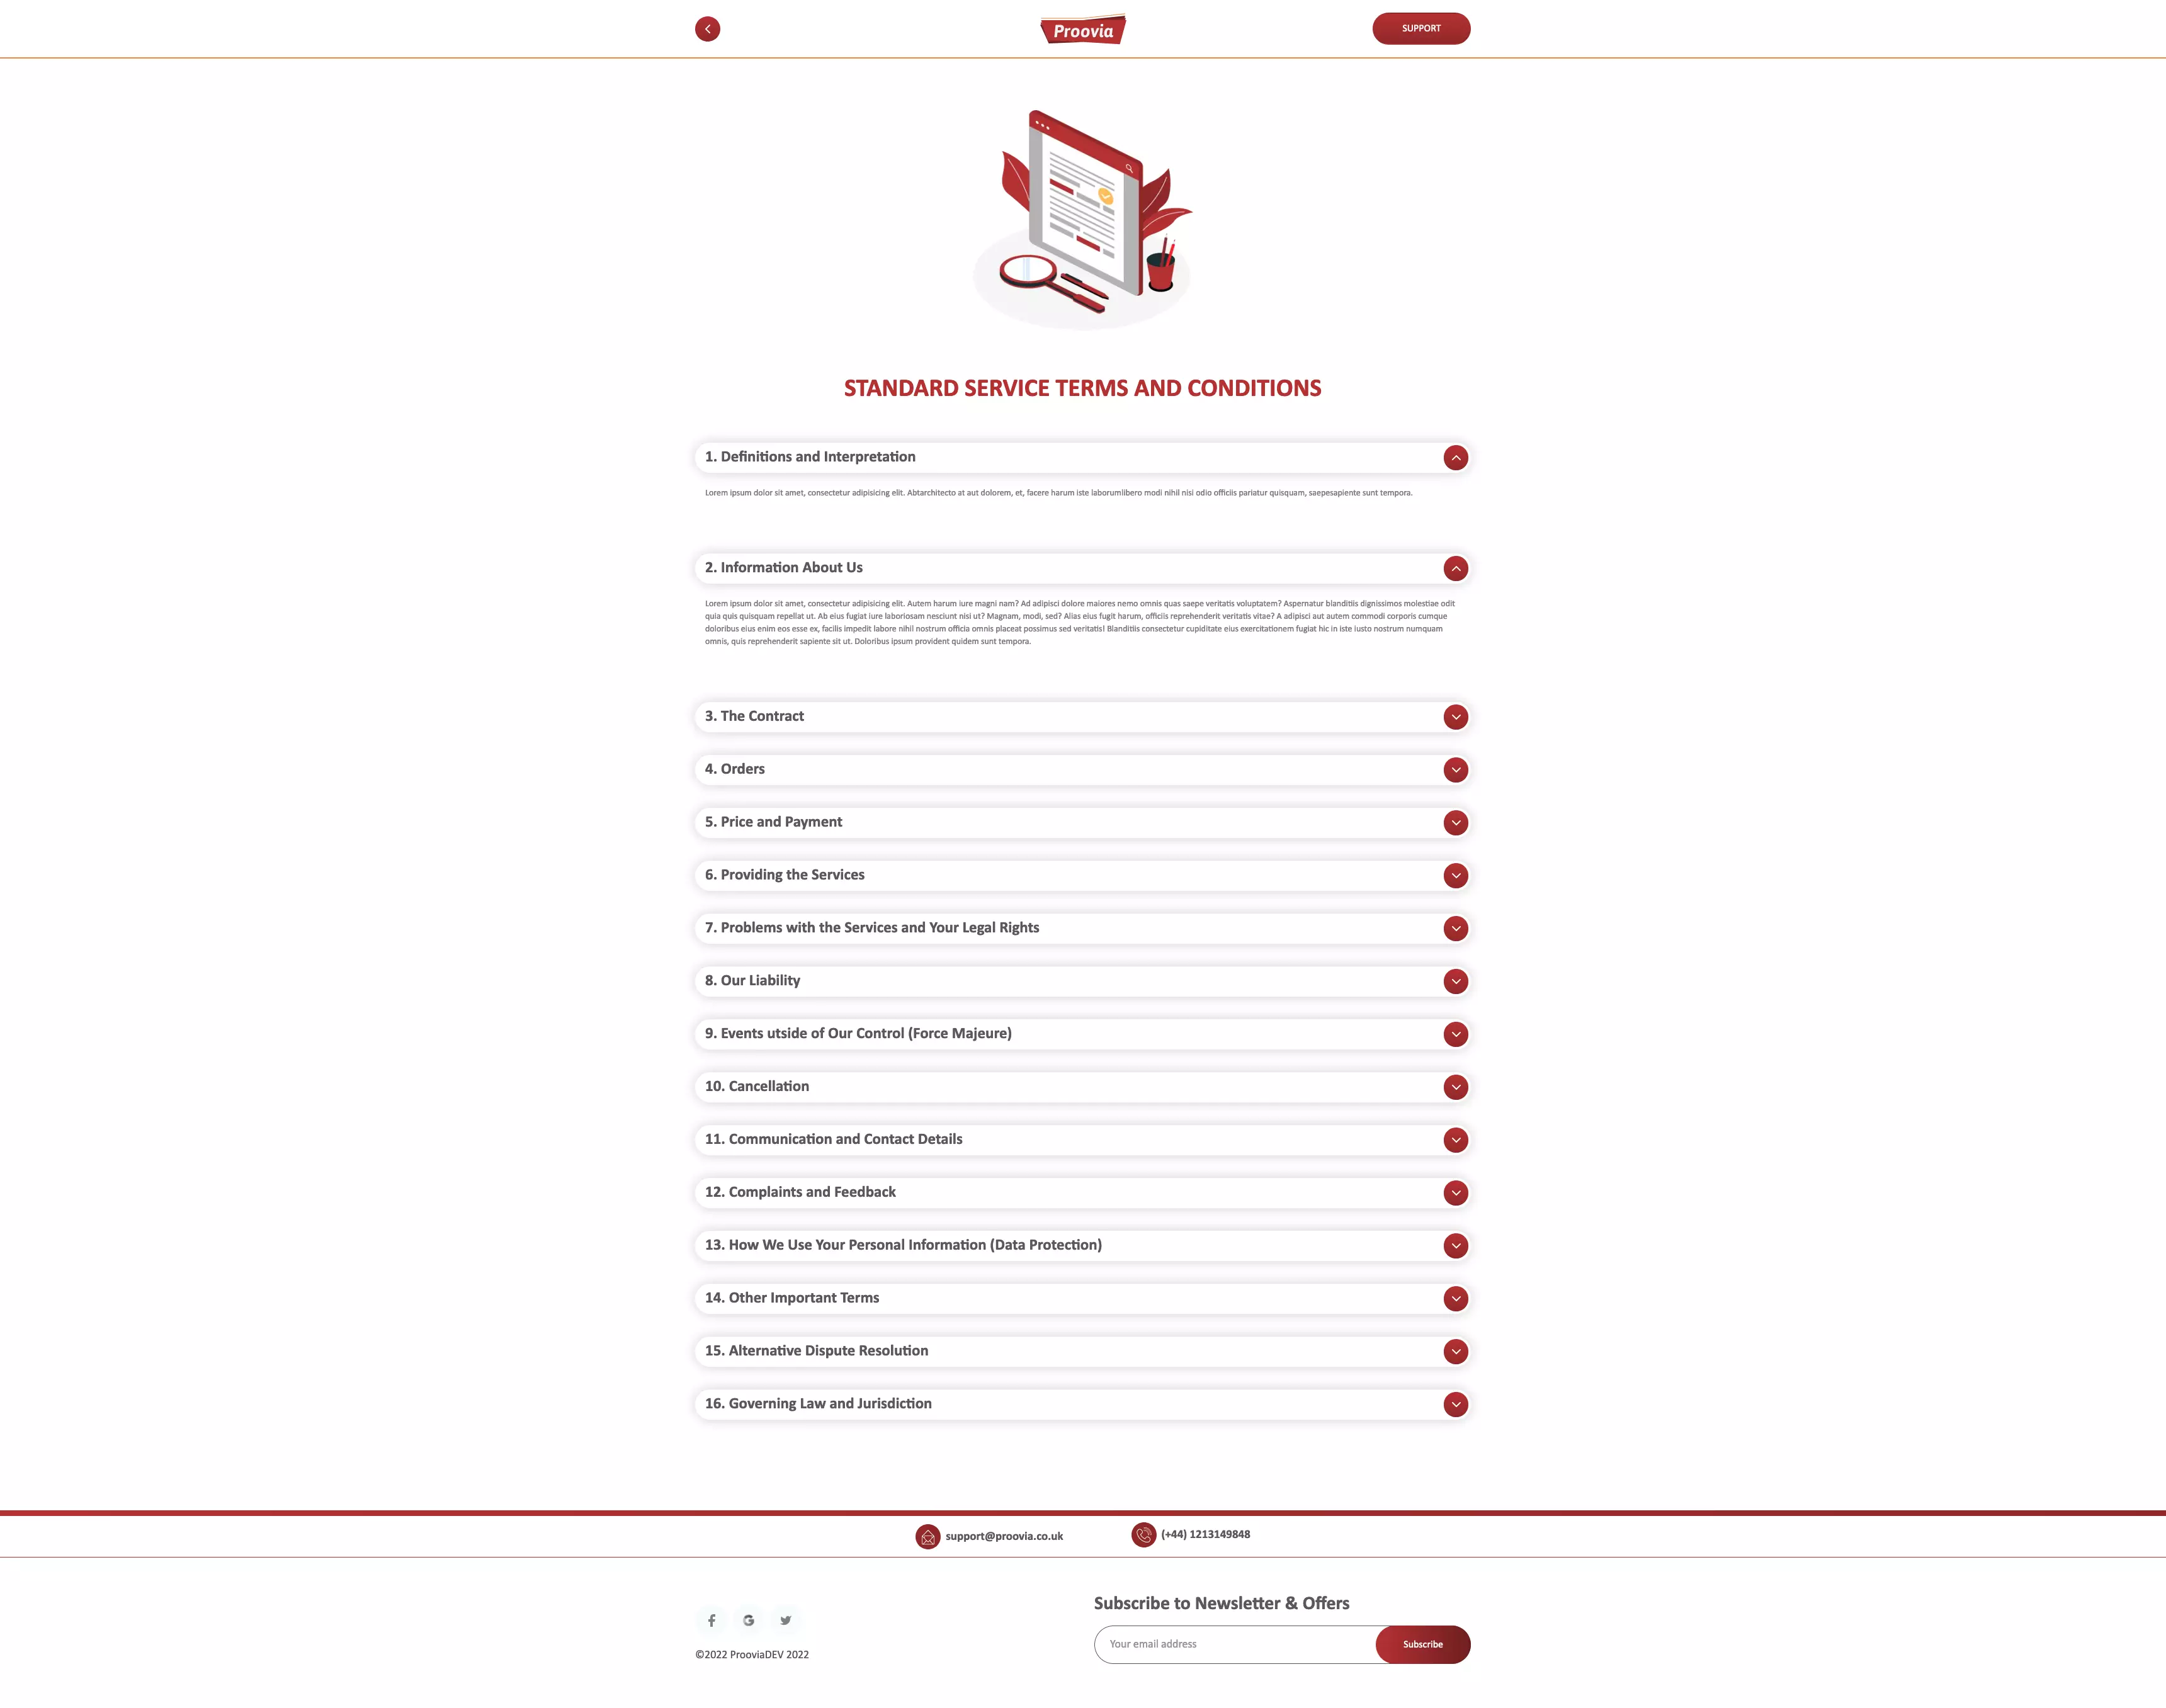 Proovia
SUPPORT
STANDARD SERVICE TERMS AND CONDITIONS
1. Definitions and Interpretation
Lorem ipsum dolor sit amet, consectetur adipisicing elit. Abtarchitecto at aut dolorem, et, facere harum iste laborumlibero modi nihil nisi odio officiis pariatur quisquam, saepesapiente sunt tempora.
2. Information About Us
Lorem ipsum dolor sit amet, consectetur adipisicing elit. Autem harum iure magni nam? Ad adipisci dolore maiores nemo omnis quas saepe veritatis voluptatem? Aspernatur blanditiis dignissimos molestiae odit
quia quis quisquam repellat ut. Ab eius fugiat iure laboriosam nesciunt nisi ut? Magnam, modi, sed? Alias eius fugit harum, officiis reprehenderit veritatis vitae? A adipisci aut autem commodi corporis cumque
doloribus eius enim eos esse ex, facilis impedit labore nihil nostrum officia omnis placeat possimus sed veritatis! Blanditiis consectetur cupiditate eius exercitationem fugiat hic in iste iusto nostrum numquam
omnis, quis reprehenderit sapiente sit ut. Doloribus ipsum provident quidem sunt tempora.
3. The Contract
4. Orders
5. Price and Payment
6. Providing the Services
7. Problems with the Services and Your Legal Rights
8. Our Liability
9. Events utside of Our Control (Force Majeure)
10. Cancellation
11. Communication and Contact Details
12. Complaints and Feedback
13. How We Use Your Personal Information (Data Protection)
14. Other Important Terms
15. Alternative Dispute Resolution
16. Governing Law and Jurisdiction
support@proovia.co.uk
(+44) 1213149848
Subscribe to Newsletter & Offers
Your email address
Subscribe
©2022 ProoviaDEV 2022